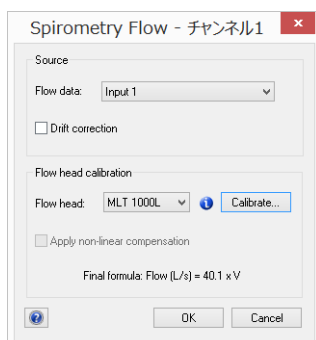 Spirometry Flow - チャンネル1
Source
Flow data: Input 1
Drift correction
Flow head calibration
Flow head: MLT 1000L Calibrate...
Apply non-linear compensation
Final formula: Flow (L/s) = 40.1 x V
OK Cancel